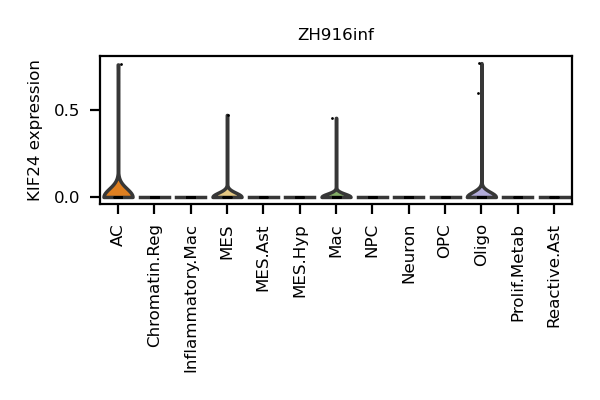 ZH916inf
KIF24 expression
0.5
0.0
AC
Chromatin.Reg
Inflammatory.Mac
MES
MES.Ast
MES.Hyp
Mac
NPC
Neuron
OPC
Oligo
Prolif.Metab
Reactive.Ast